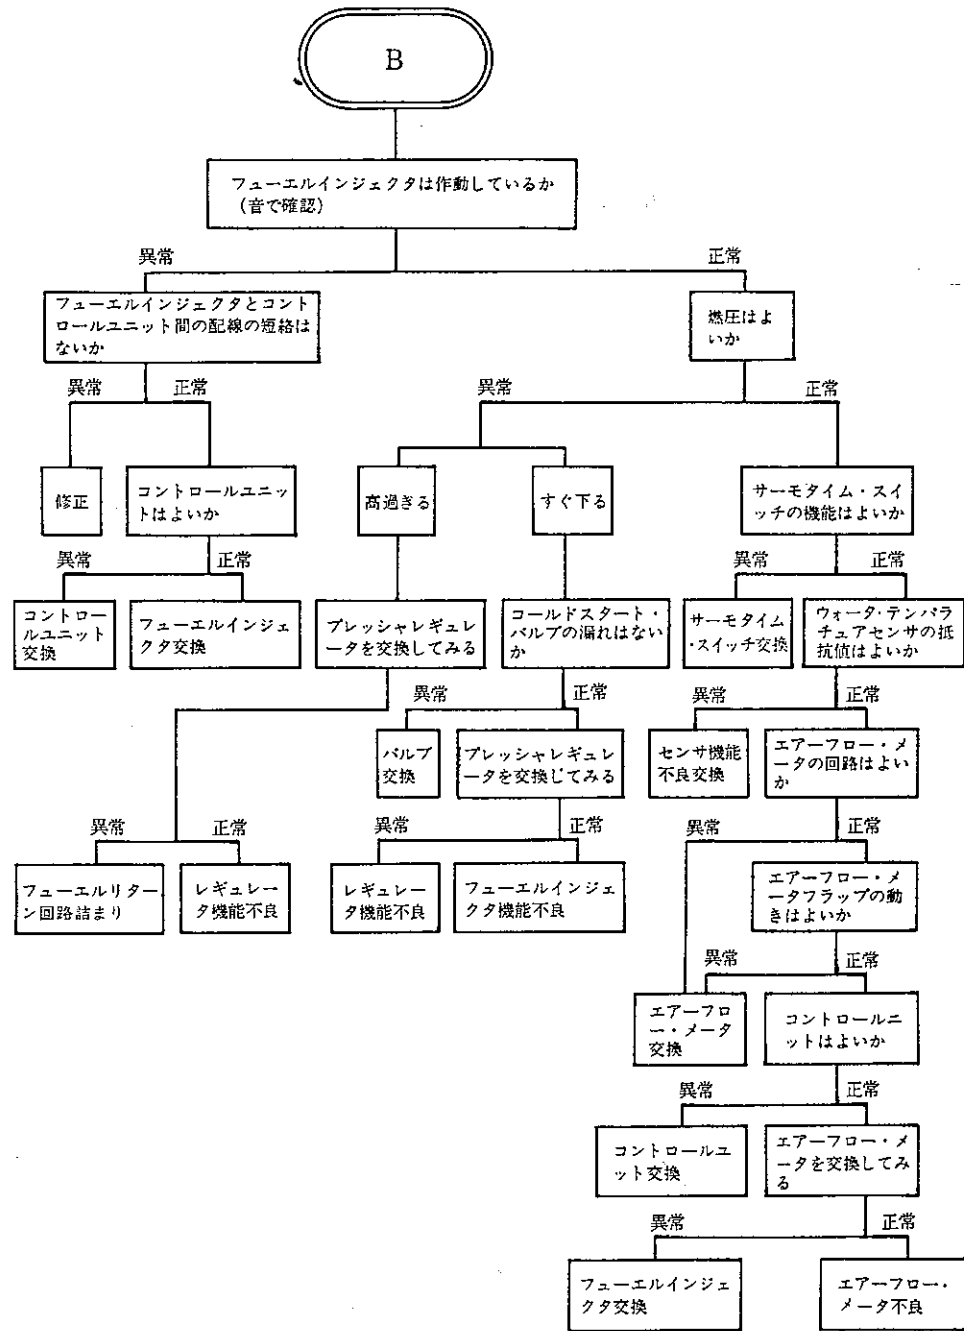 B
フューエルインジェクタは作動しているか
(音で確認)
異常
正常
フューエルインジェクタとコント
ロールユニット間の配線の短絡は
ないか
燃圧はよ
いか
異常
正常
異常
正常
修正
コントロールユニッ
トはよいか
高過ぎる
すぐ下る
サーモタイム・スイ
ッチの機能はよいか
異常
正常
異常
正常
コントロ
ールユニット
交換
フューエルインジェ
クタ交換
プレッシャレギュレ
ータを交換してみる
コールドスタート・
バルブの漏れはない
か
サーモタイム
・スイッチ交換
ウォータ・テンパラ
チュアセンサの抵
抗値はよいか
異常
正常
異常
正常
バルブ
交換
プレッシャレギュレ
ータを交換してみる
センサ機能
不良交換
エアーフロー・メ
ータの回路はよい
か
異常
正常
異常
正常
異常
正常
フューエルリター
ン回路詰まり
レギュレー
タ機能不良
レギュレー
タ機能不良
フューエルインジェ
クタ機能不良
エアーフロー・メ
ータフラップの動
きはよいか
異常
正常
エアーフロ
ー・メータ
交換
コントロールニ
ットはよいか
異常
正常
コントロールユ
ット交換
エアーフロー・メ
ータを交換してみ
る
異常
正常
フューエルインジェ
クタ交換
エアーフロー・
メータ不良